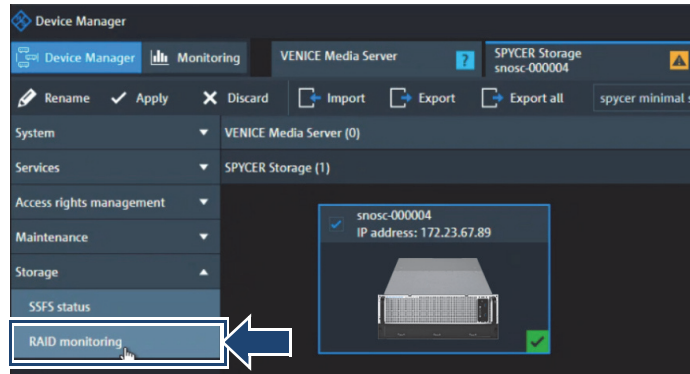 Device Manager
Device Manager
Monitoring
VENICE Media Server
?
SPYCER Storage
snosc-000004
Rename
Apply
Discard
Import
Export
Export all
spycer minimal
System
VENICE Media Server (0)
Services
SPYCER Storage (1)
Access rights management
snosc-000004
IP address: 172.23.67.89
Maintenance
Storage
SSFS status
RAID monitoring